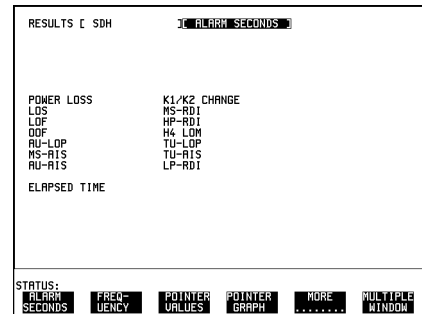 RESULTS [ SDH ][ ALARM SECONDS ]
POWER LOSS K1/K2 CHANGE
LOS MS-RDI
LOF HP-RDI
OOF H4 LOM
AU-LOP TU-LOP
MS-AIS TU-AIS
AU-AIS LP-RDI
ELAPSED TIME
STATUS:
ALARM SECONDS FREQ- UENCY POINTER VALUES POINTER GRAPH MORE ........ MULTIPLE WINDOW